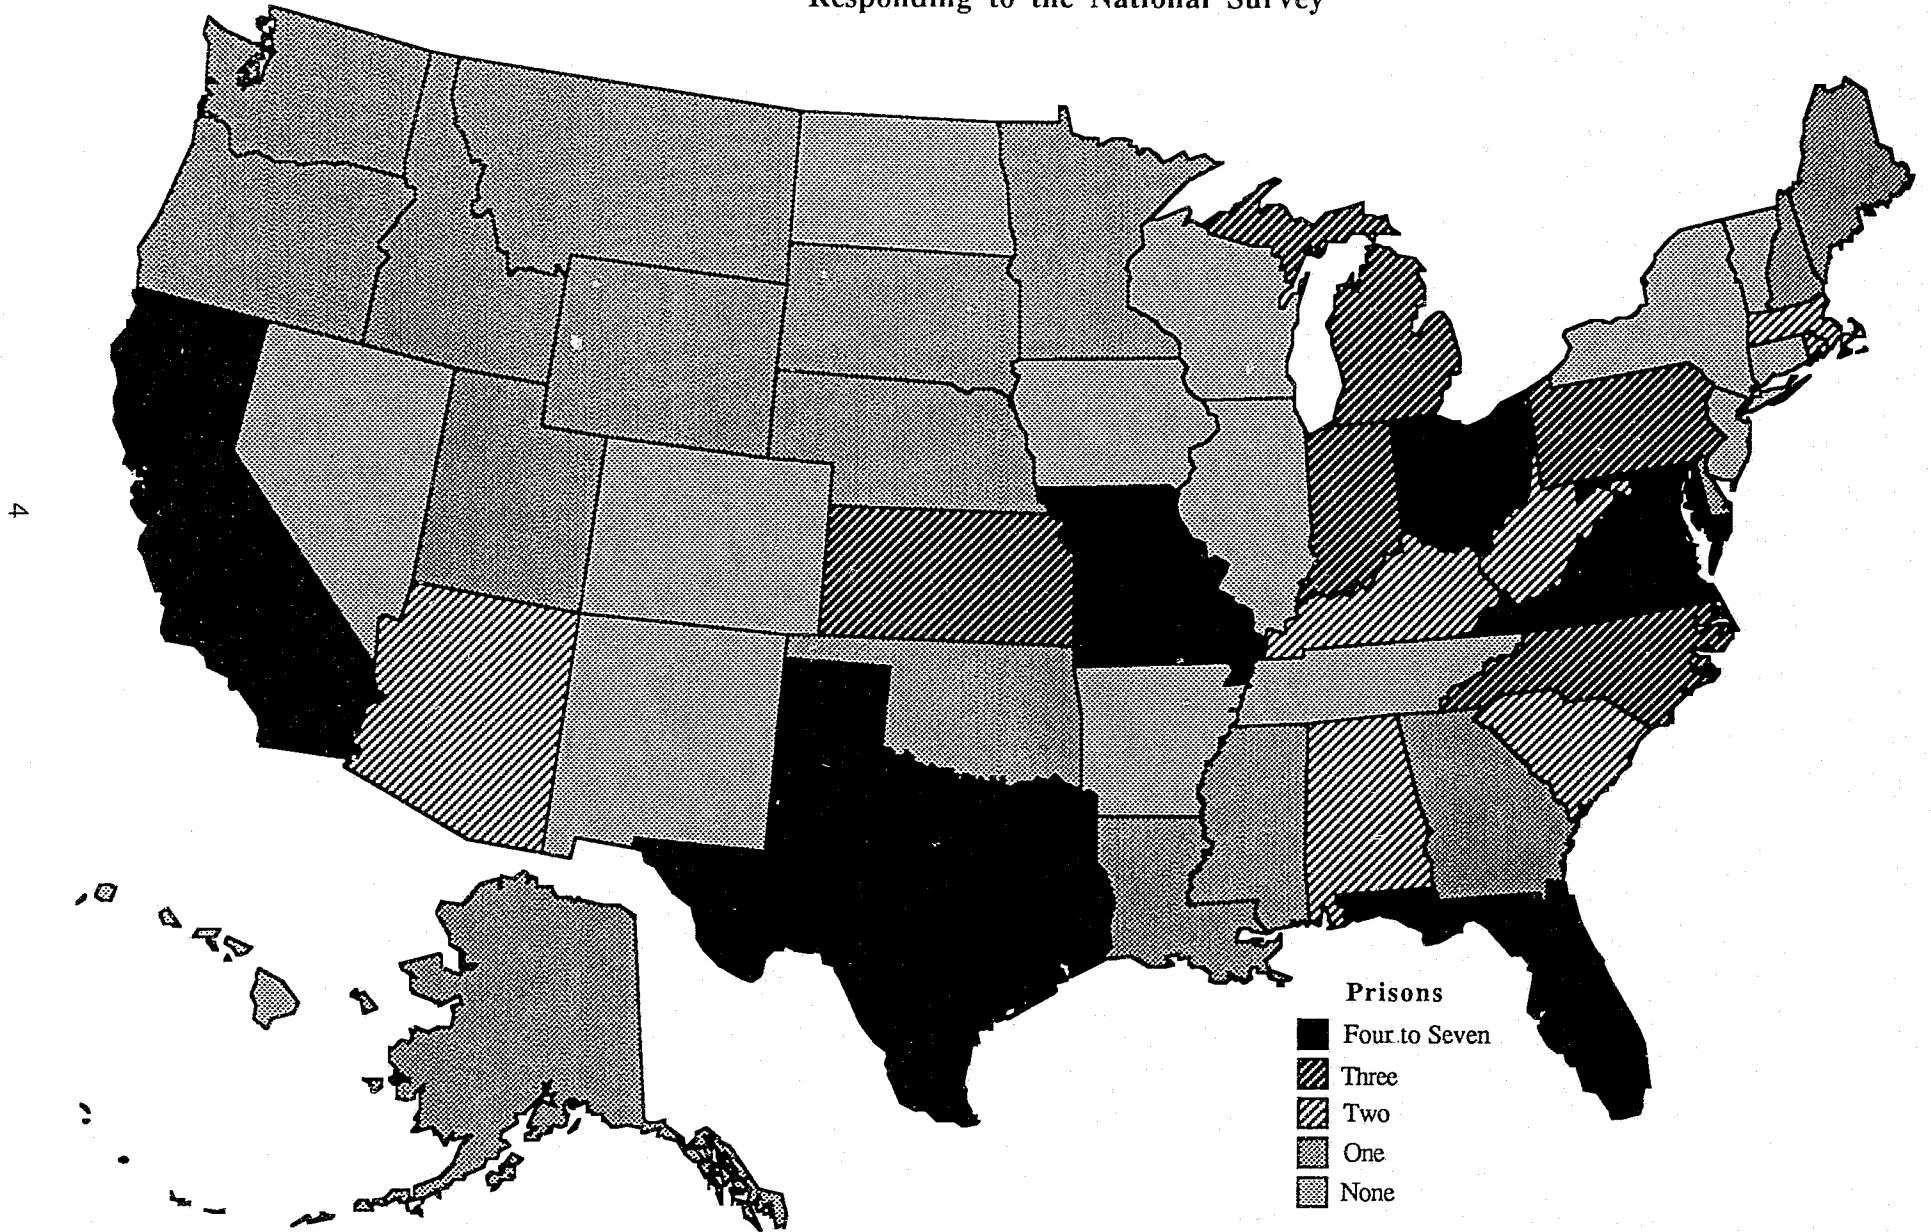 Responding to the National Survey
4
Prisons
Four to Seven
Three
Two
One
None